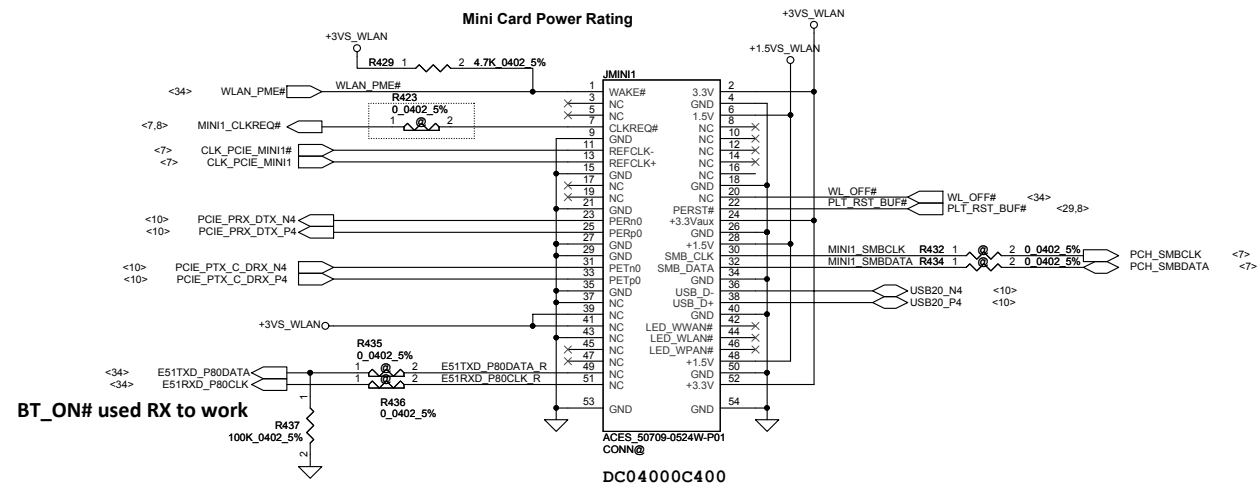 Mini Card Power Rating
+3VS_WLAN
+3VS_WLAN
+1.5VS_WLAN
R429 1 2 4.7K_0402_5%
JMINI1
<34> WLAN_PME# WLAN_PME# 1 WAKE# 3.3V 2
R423 3 NC GND 4
0_0402_5% 5 NC 1.5V 6
<7,8> MINI1_CLKREQ# 1 @ 2 7 CLKREQ# NC 8
9 GND NC 10
<7> CLK_PCIE_MINI1# 11 REFCLK- NC 12
<7> CLK_PCIE_MINI1 13 REFCLK+ NC 14
15 GND NC 16
17 NC GND 18
19 NC NC 20 WL_OFF# WL_OFF# <34>
21 GND PERST# 22 PLT_RST_BUF# PLT_RST_BUF# <29,8>
<10> PCIE_PRX_DTX_N4 23 PERn0 +3.3Vaux 24
<10> PCIE_PRX_DTX_P4 25 PERp0 GND 26
27 GND +1.5V 28
29 GND SMB_CLK 30 MINI1_SMBCLK R432 1 @ 2 0_0402_5% PCH_SMBCLK <7>
<10> PCIE_PTX_C_DRX_N4 31 PETn0 SMB_DATA 32 MINI1_SMBDATA R434 1 @ 2 0_0402_5% PCH_SMBDATA <7>
<10> PCIE_PTX_C_DRX_P4 33 PETp0 GND 34
35 GND USB_D- 36 USB20_N4 <10>
37 NC USB_D+ 38 USB20_P4 <10>
39 NC GND 40
+3VS_WLAN 41 NC LED_WWAN# 42
43 NC LED_WLAN# 44
R435 45 NC LED_WPAN# 46
0_0402_5% 47 NC +1.5V 48
<34> E51TXD_P80DATA 1 @ 2 E51TXD_P80DATA_R 49 NC GND 50
<34> E51RXD_P80CLK 1 @ 2 E51RXD_P80CLK_R 51 NC +3.3V 52
R436
0_0402_5%
53 GND GND 54
BT_ON# used RX to work
1
R437
100K_0402_5%
2
ACES_50709-0524W-P01
CONN@
DC04000C400